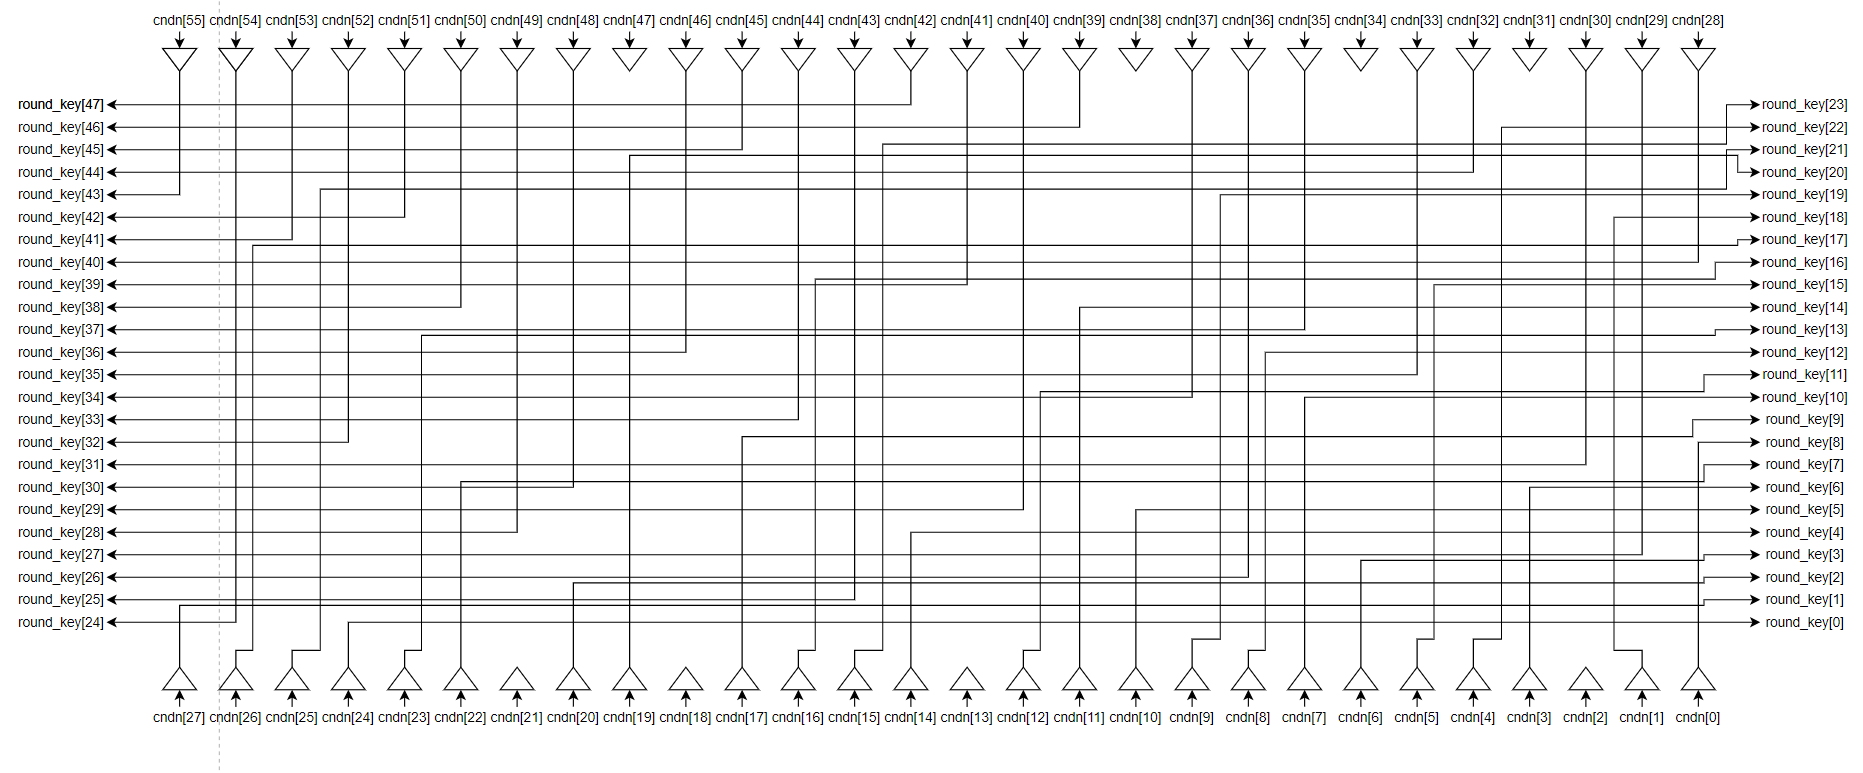 cndn[55] cndn[54] cndn[53] cndn[52] cndn[51] cndn[50] cndn[49] cndn[48] cndn[47] cndn[46] cndn[45] cndn[44] cndn[43] cndn[42] cndn[41] cndn[40] cndn[39] cndn[38] cndn[37] cndn[36] cndn[35] cndn[34] cndn[33] cndn[32] cndn[31] cndn[30] cndn[29] cndn[28]
round_key[47] round_key[23]
round_key[46] round_key[22]
round_key[45] round_key[21]
round_key[44] round_key[20]
round_key[43] round_key[19]
round_key[42] round_key[18]
round_key[41] round_key[17]
round_key[40] round_key[16]
round_key[39] round_key[15]
round_key[38] round_key[14]
round_key[37] round_key[13]
round_key[36] round_key[12]
round_key[35] round_key[11]
round_key[34] round_key[10]
round_key[33] round_key[9]
round_key[32] round_key[8]
round_key[31] round_key[7]
round_key[30] round_key[6]
round_key[29] round_key[5]
round_key[28] round_key[4]
round_key[27] round_key[3]
round_key[26] round_key[2]
round_key[25] round_key[1]
round_key[24] round_key[0]
cndn[27] cndn[26] cndn[25] cndn[24] cndn[23] cndn[22] cndn[21] cndn[20] cndn[19] cndn[18] cndn[17] cndn[16] cndn[15] cndn[14] cndn[13] cndn[12] cndn[11] cndn[10] cndn[9] cndn[8] cndn[7] cndn[6] cndn[5] cndn[4] cndn[3] cndn[2] cndn[1] cndn[0]